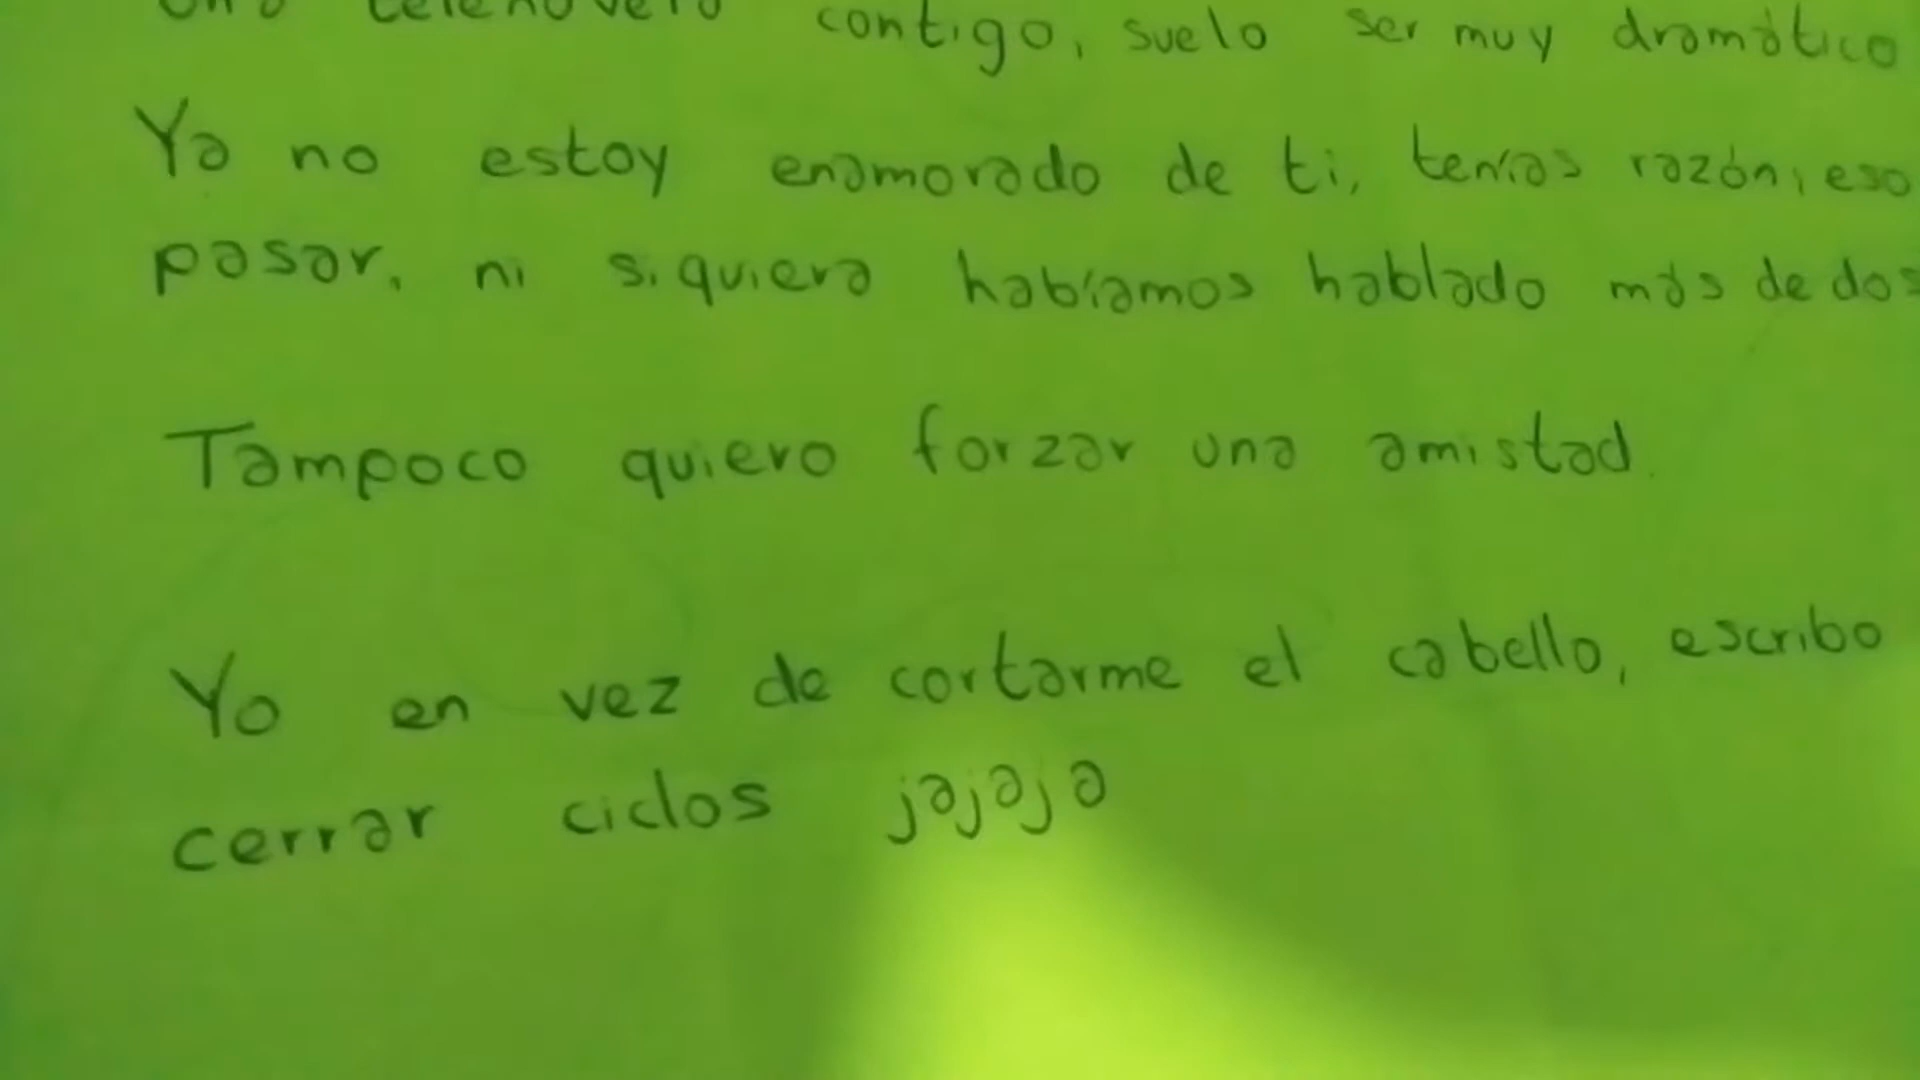 una telenovela contigo, suelo ser muy dramático
Ya no estoy enamorado de ti, tenías razón, eso
pasar, ni siquiera habíamos hablado más de dos
Tampoco quiero forzar una amistad.
Yo en vez de cortarme el cabello, escribo
cerrar ciclos jajaja